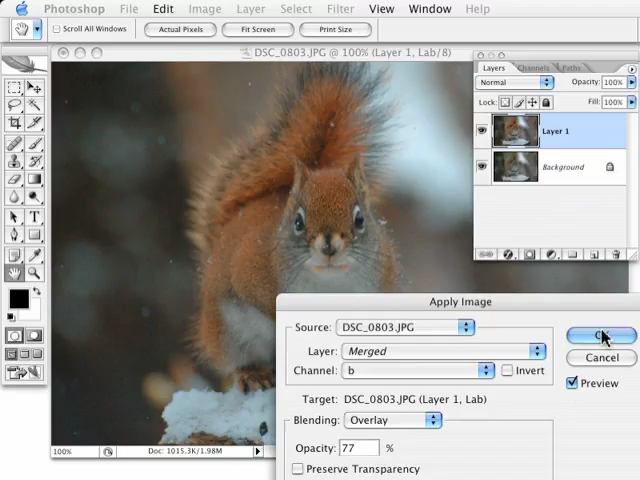 Photoshop File Edit Image Layer Select Filter View Window Help
Scroll All Windows Actual Pixels Fit Screen Print Size
DSC_0803.JPG @ 100% (Layer 1, Lab/8)
Layers Channels Paths
Normal Opacity: 100%
Lock: Fill: 100%
Layer 1
Background
T
Apply Image
Source: DSC_0803.JPG
Layer: Merged
Cancel
Channel: b Invert
Preview
Target: DSC_0803.JPG (Layer 1, Lab)
Blending: Overlay
Opacity: 77 %
100% Doc: 1015.3K/1.98M
Preserve Transparency